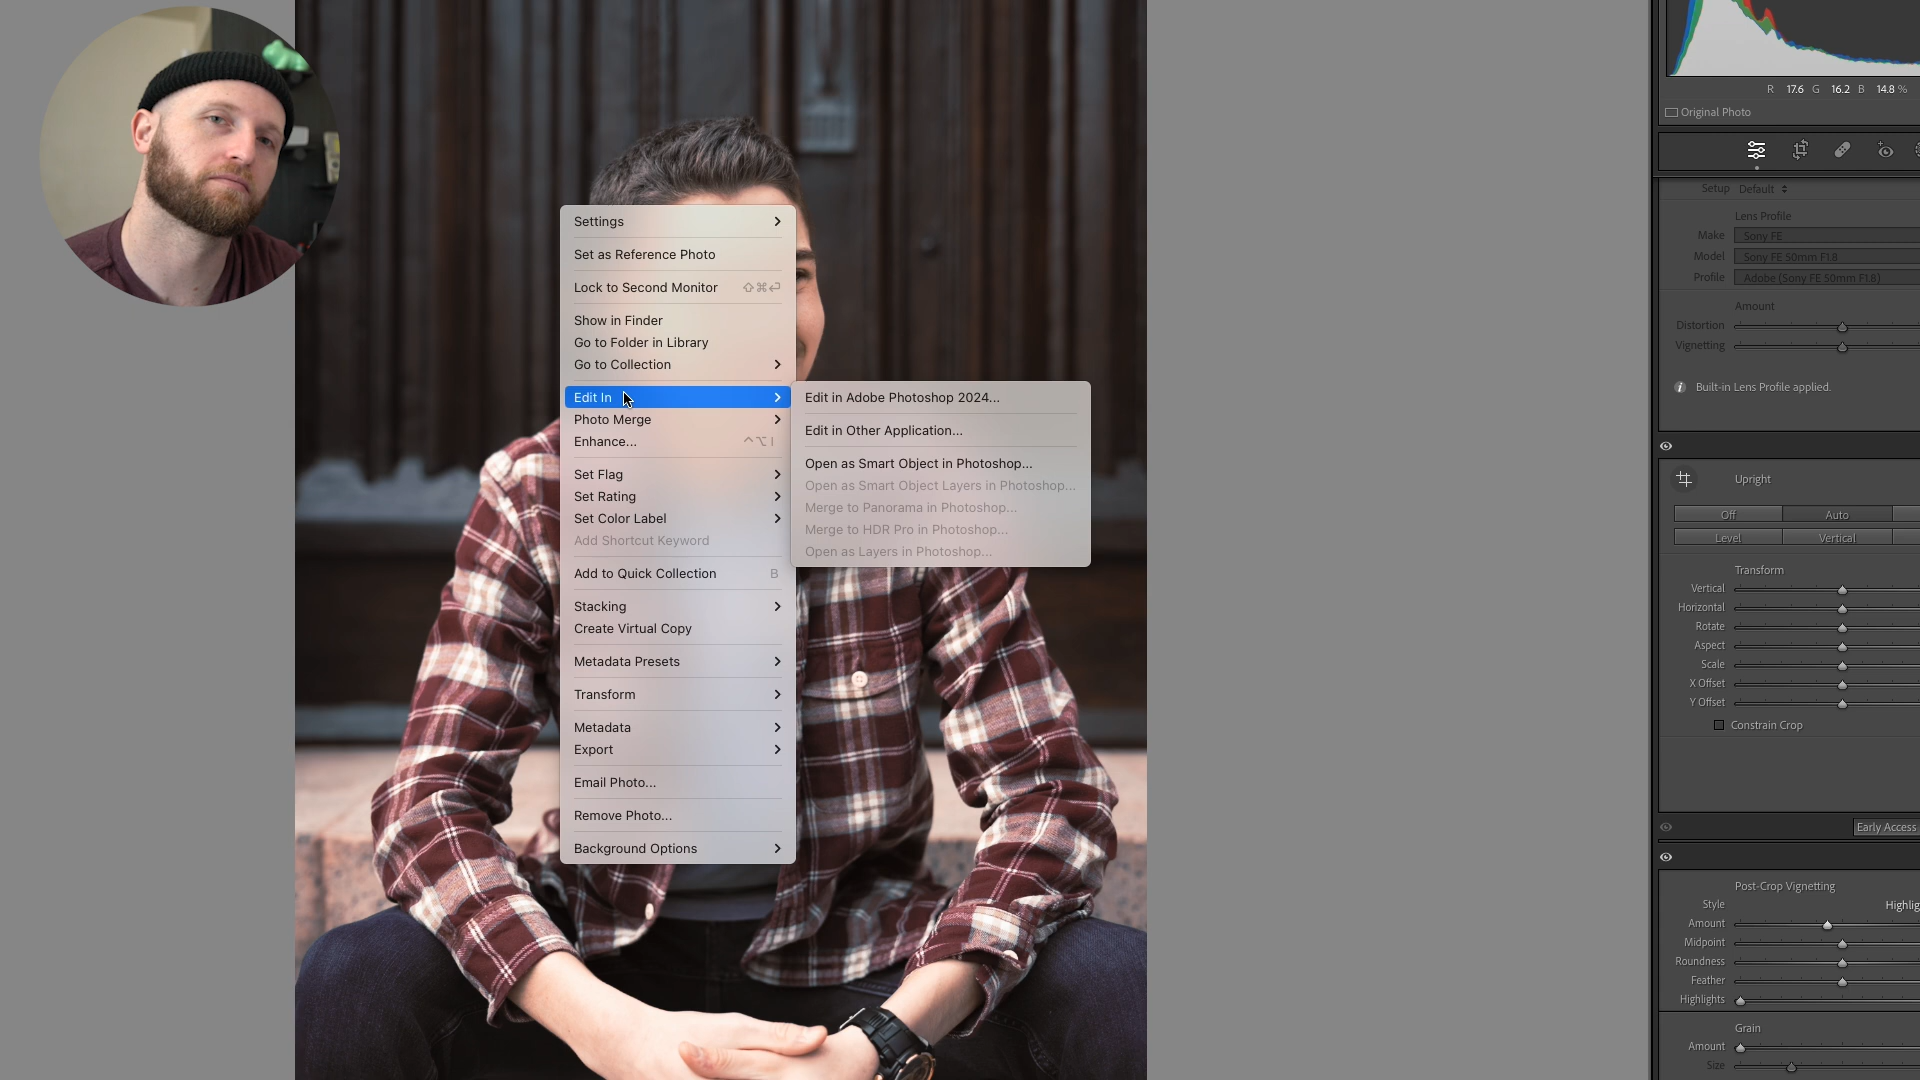 Settings
Set as Reference Photo
Lock to Second Monitor ⇧⌘↩
Show in Finder
Go to Folder in Library
Go to Collection
Edit In
Photo Merge
Enhance... ^⌥I
Set Flag
Set Rating
Set Color Label
Add Shortcut Keyword
Add to Quick Collection B
Stacking
Create Virtual Copy
Metadata Presets
Transform
Metadata
Export
Email Photo...
Remove Photo...
Background Options
Edit in Adobe Photoshop 2024...
Edit in Other Application...
Open as Smart Object in Photoshop...
Open as Smart Object Layers in Photoshop...
Merge to Panorama in Photoshop...
Merge to HDR Pro in Photoshop...
Open as Layers in Photoshop...
R 17.6 G 16.2 B 14.8 %
Original Photo
Setup Default
Lens Profile
Make Sony FE
Model Sony FE 50mm F1.8
Profile Adobe (Sony FE 50mm F1.8)
Amount
Distortion
Vignetting
Built-in Lens Profile applied.
Upright
Off Auto
Level Vertical
Transform
Vertical
Horizontal
Rotate
Aspect
Scale
X Offset
Y Offset
Constrain Crop
Early Access
Post-Crop Vignetting
Style Highlig
Amount
Midpoint
Roundness
Feather
Highlights
Grain
Amount
Size